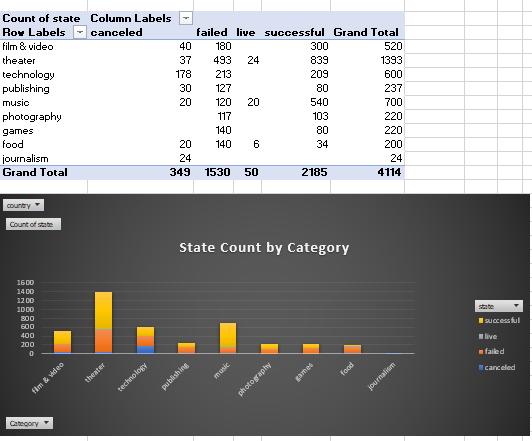 Count of state Column Labels
Row Labels canceled failed live successful Grand Total
film & video 40 180 300 520
theater 37 493 24 839 1393
technology 178 213 209 600
publishing 30 127 80 237
music 20 120 20 540 700
photography 117 103 220
games 140 80 220
food 20 140 6 34 200
journalism 24 24
Grand Total 349 1530 50 2185 4114
country
Count of state
State Count by Category
1600
1400
1200
1000
800
600
400
200
0
film & video
theater
technology
publishing
music
photography
games
food
journalism
state
successful
live
failed
canceled
Category